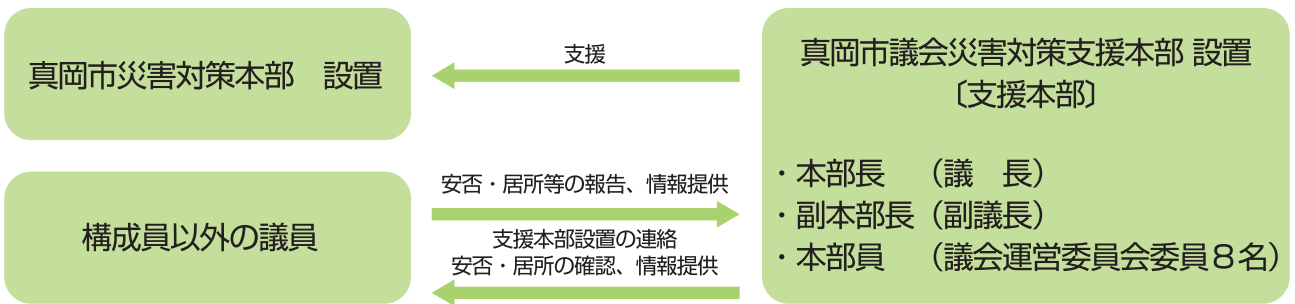 真岡市災害対策本部　設置
支援
真岡市議会災害対策支援本部 設置
〔支援本部〕
・本部長　（議　長）
・副本部長（副議長）
・本部員　（議会運営委員会委員８名）
構成員以外の議員
安否・居所等の報告、情報提供
支援本部設置の連絡
安否・居所の確認、情報提供